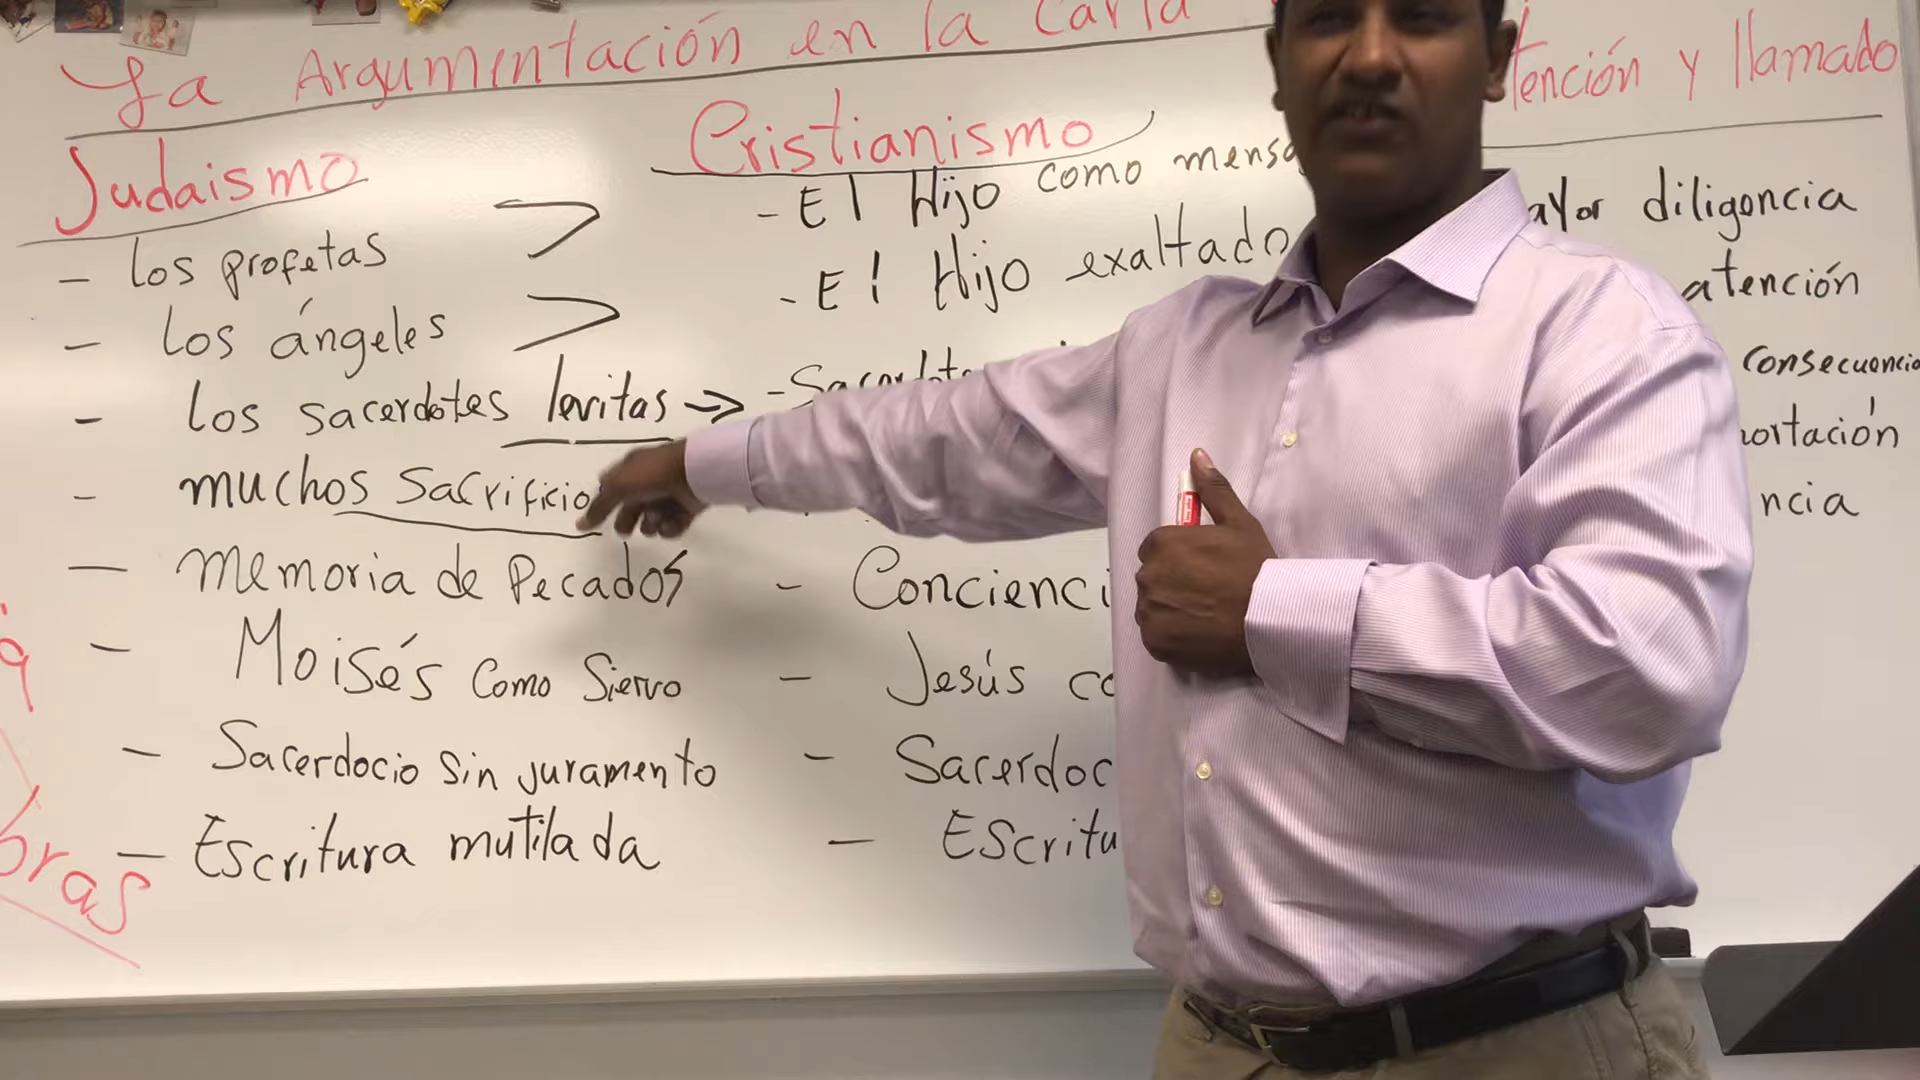 La Argumentación en la Carta
tención y llamado
Judaismo
- los profetas >
- los ángeles >
- los sacerdotes levitas →
- muchos sacrificio
- memoria de Pecados
- Moisés como Siervo
- Sacerdocio sin juramento
- Escritura mutilada
Cristianismo
- El Hijo como mensa
- El Hijo exaltado
- Concienci
- Jesús co
- Sacerdoc
- Escritu
ayor diligencia
atención
consecuencia
ortación
ncia
bras